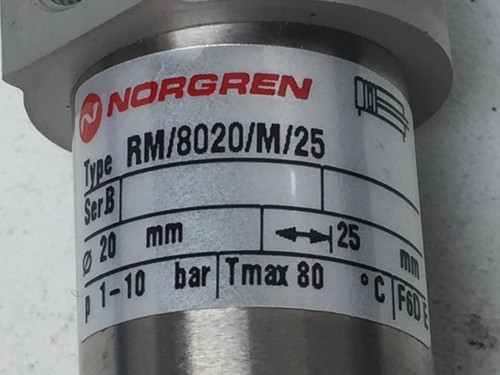 NORGREN
Type RM/8020/M/25
Ser B
Ø 20 mm 25 mm
p 1-10 bar Tmax 80 °C F6D E